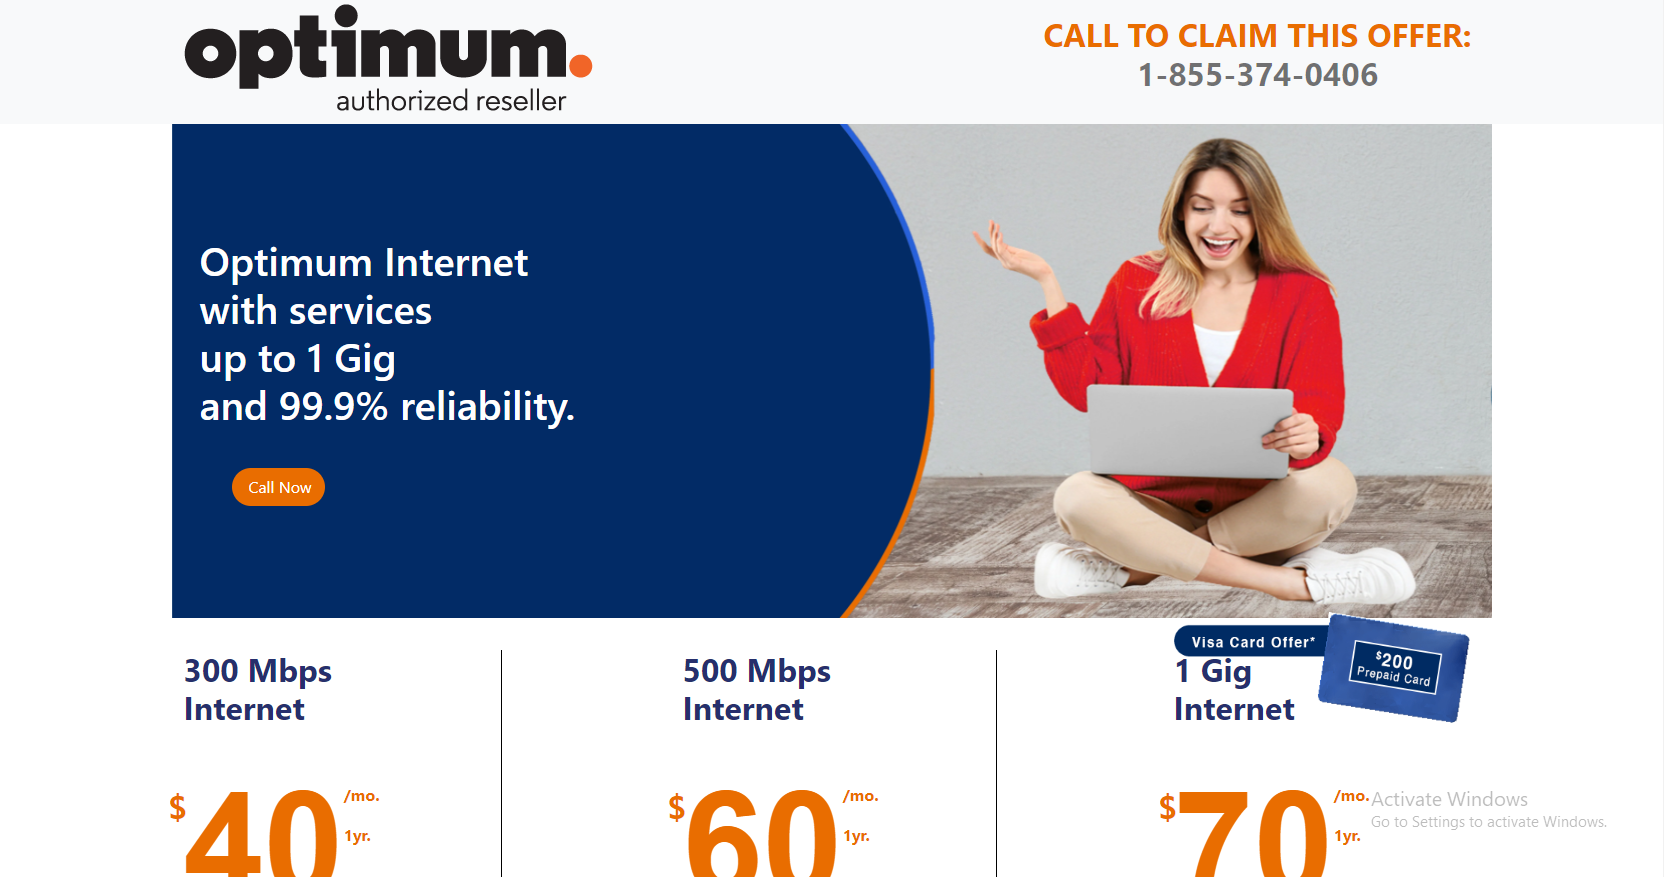 optimum.
authorized reseller
CALL TO CLAIM THIS OFFER:
1-855-374-0406
Optimum Internet
with services
up to 1 Gig
and 99.9% reliability.
Call Now
300 Mbps
Internet
$40 /mo.
1yr.
500 Mbps
Internet
$60 /mo.
1yr.
Visa Card Offer*
$200
Prepaid Card
1 Gig
Internet
$70 /mo.
1yr.
Activate Windows
Go to Settings to activate Windows.